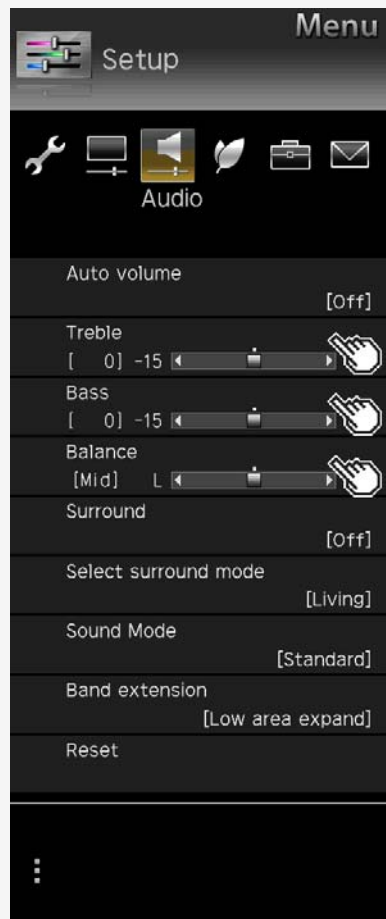 Menu
Setup
Audio
Auto volume
[Off]
Treble
[ 0] -15
Bass
[ 0] -15
Balance
[Mid] L
Surround
[Off]
Select surround mode
[Living]
Sound Mode
[Standard]
Band extension
[Low area expand]
Reset